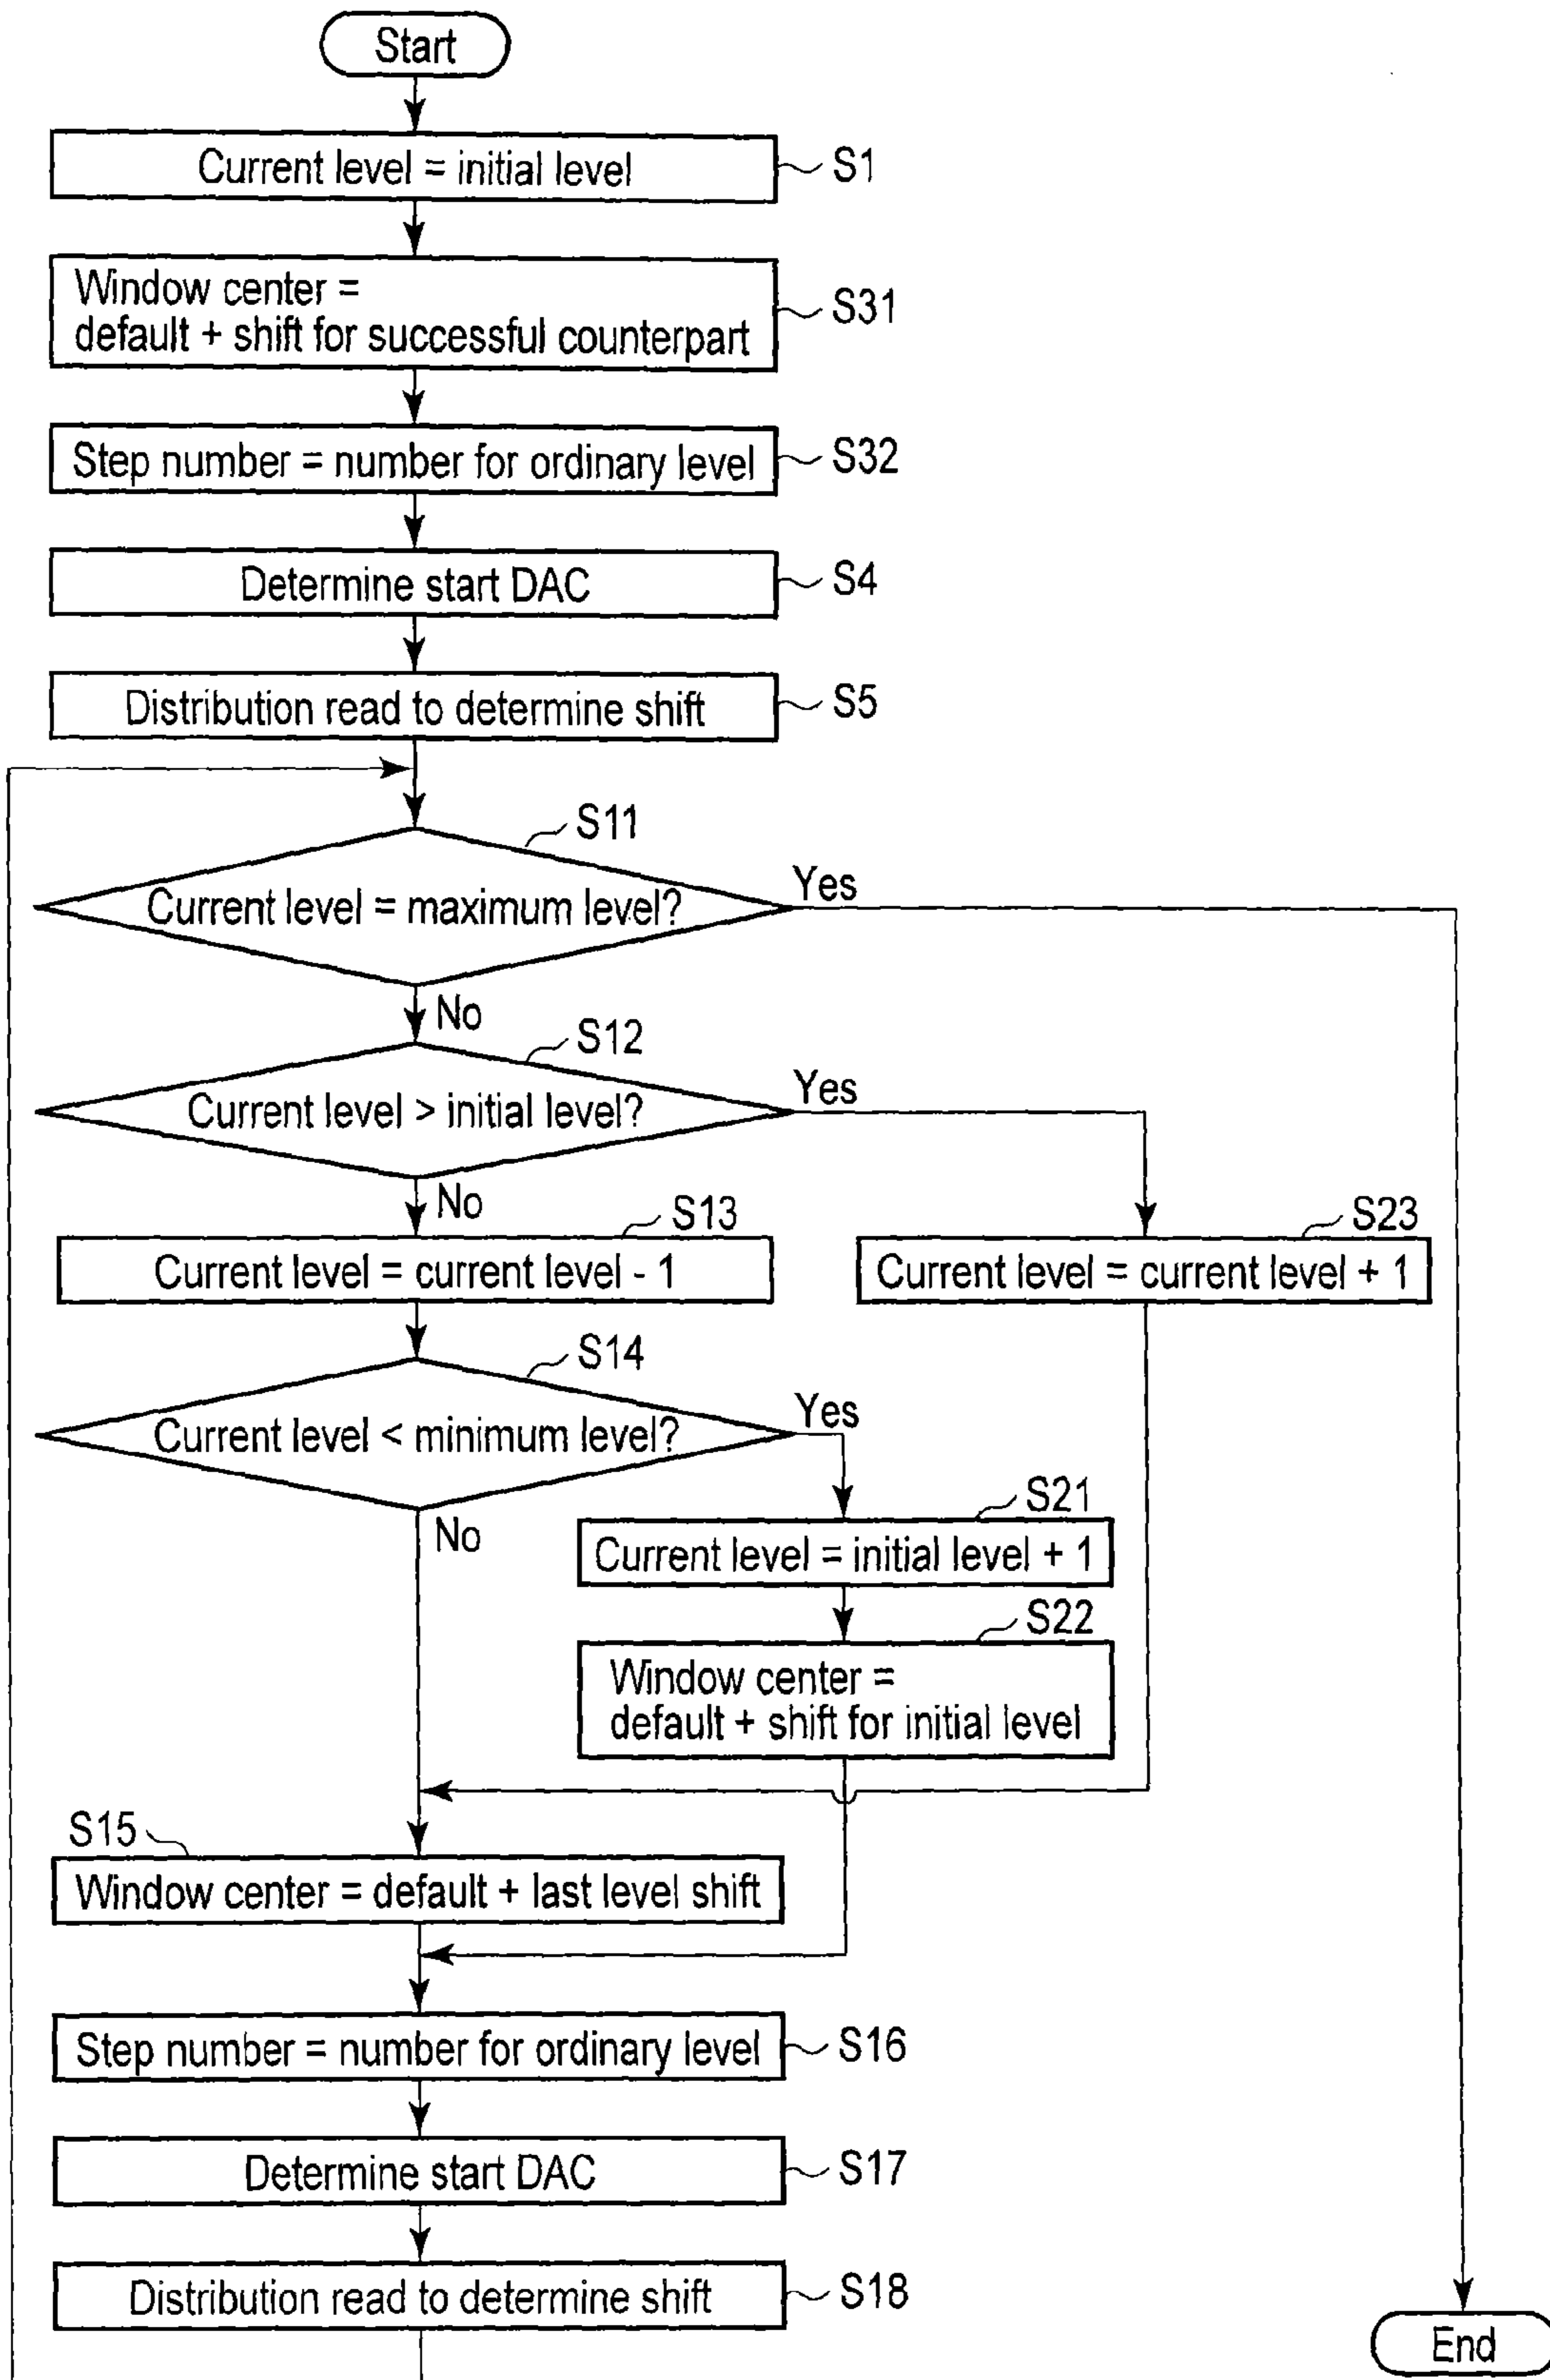 Start
Current level = initial level
S1
Window center =
default + shift for successful counterpart
S31
Step number = number for ordinary level
S32
Determine start DAC
S4
Distribution read to determine shift
S5
S11
Current level = maximum level?
Yes
No
S12
Current level > initial level?
Yes
No
S13
Current level = current level - 1
S23
Current level = current level + 1
S14
Current level < minimum level?
Yes
No
S21
Current level = initial level + 1
S22
Window center =
default + shift for initial level
S15
Window center = default + last level shift
Step number = number for ordinary level
S16
Determine start DAC
S17
Distribution read to determine shift
S18
End